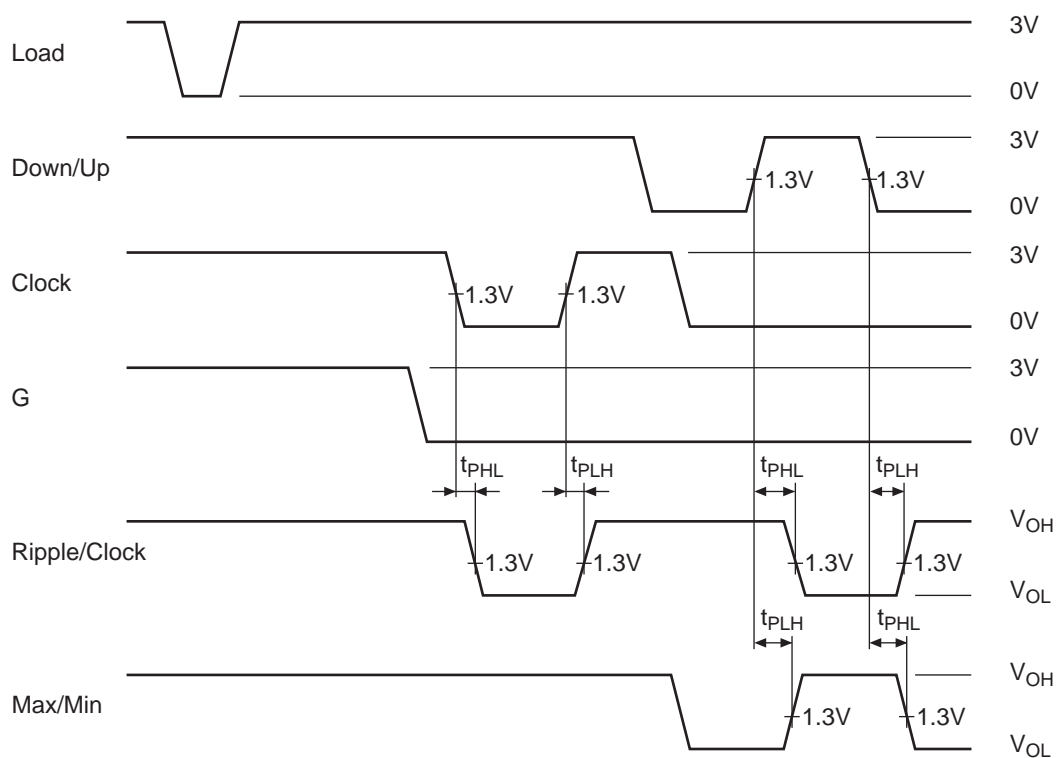 Load
3V
0V
Down/Up
3V
1.3V
1.3V
0V
Clock
3V
1.3V
1.3V
0V
G
3V
0V
tPHL
tPLH
tPHL
tPLH
Ripple/Clock
VOH
1.3V
1.3V
1.3V
1.3V
VOL
tPLH
tPHL
Max/Min
VOH
1.3V
1.3V
VOL